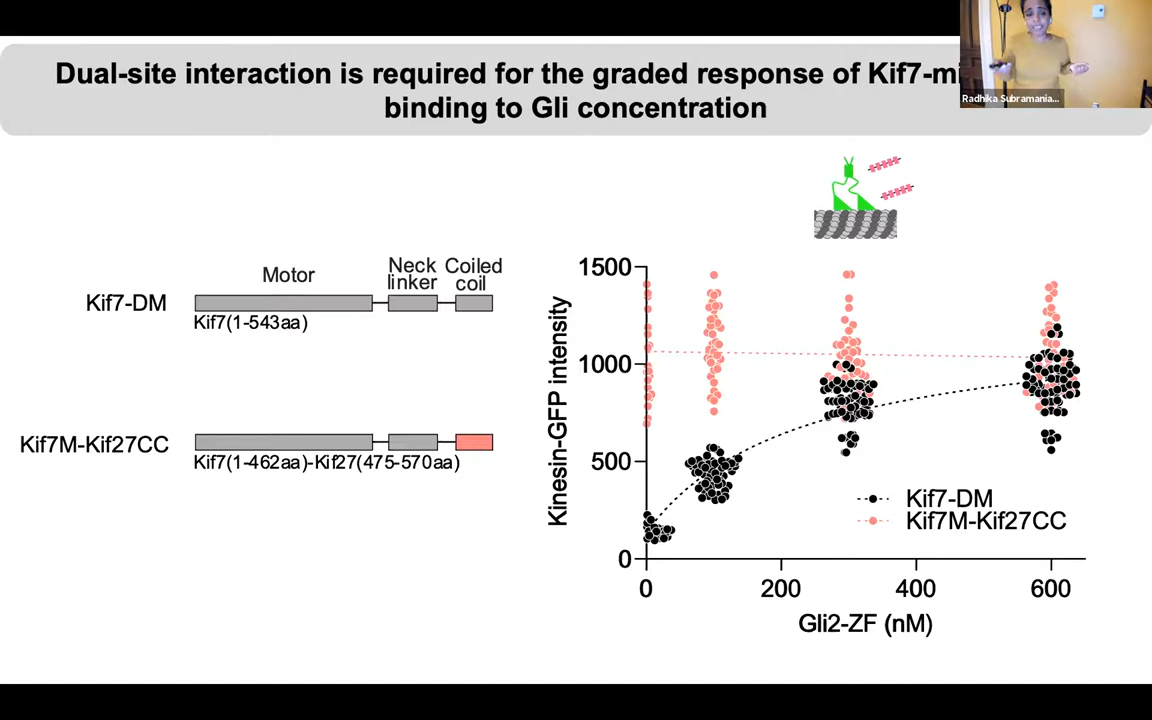 Dual-site interaction is required for the graded response of
binding to Gli concentration
Radhika Subramania...
Motor
Neck
linker
Coiled
coil
Kif7-DM
Kif7(1-543aa)
Kif7M-Kif27CC
Kif7(1-462aa)-Kif27(475-570aa)
Kinesin-GFP intensity
1500
1000
500
0
0
200
400
600
Gli2-ZF (nM)
Kif7-DM
Kif7M-Kif27CC